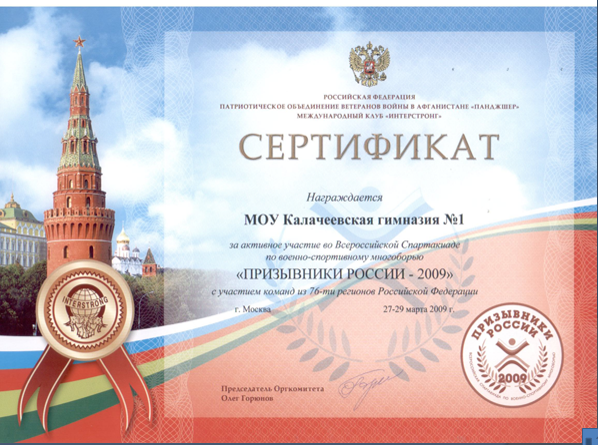 РОССИЙСКАЯ ФЕДЕРАЦИЯ
ПАТРИОТИЧЕСКОЕ ОБЪЕДИНЕНИЕ ВЕТЕРАНОВ ВОЙНЫ В АФГАНИСТАНЕ «ПАНДЖШЕР»
МЕЖДУНАРОДНЫЙ КЛУБ «ИНТЕРСТРОНГ»
СЕРТИФИКАТ
Награждается
МОУ Калачеевская гимназия №1
за активное участие во Всероссийской Спартакиаде
по военно-спортивному многоборью
«ПРИЗЫВНИКИ РОССИИ - 2009»
с участием команд из 76-ти регионов Российской Федерации
г. Москва 27-29 марта 2009 г.
INTERSTRONG
ПРИЗЫВНИКИ
РОССИИ
2009
Председатель Оргкомитета
Олег Горюнов